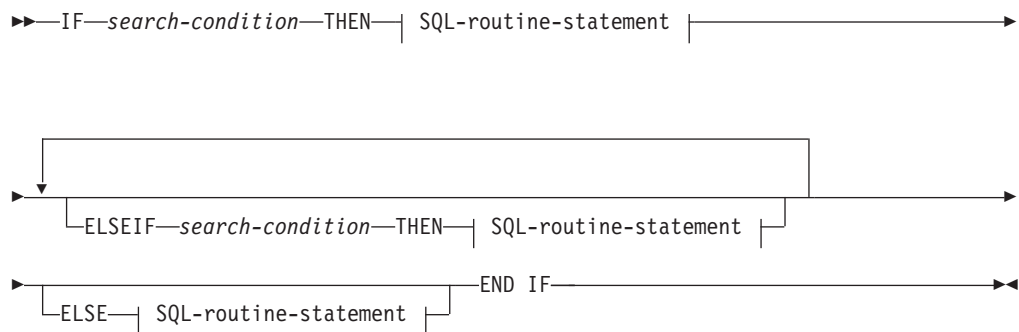 IF search-condition THEN SQL-routine-statement
ELSEIF search-condition THEN SQL-routine-statement
END IF
ELSE SQL-routine-statement